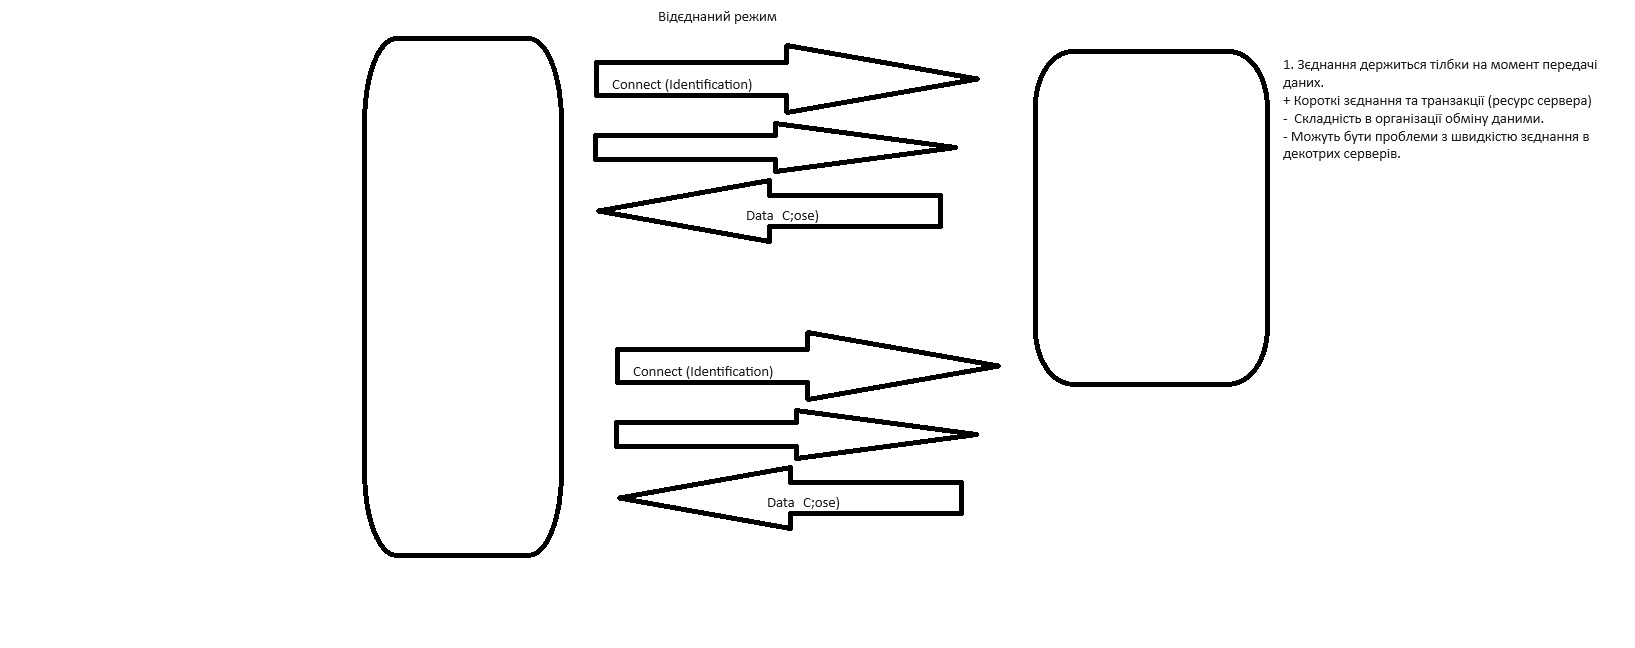 Відєднаний режим
Connect (Identification)
Data   C;ose)
Connect (Identification)
Data   C;ose)
1. Зєднання держиться тілбки на момент передачі
даних.
+ Короткі зєднання та транзакції (ресурс сервера)
-  Складність в організації обміну даними.
- Можуть бути проблеми з швидкістю зєднання в
декотрих серверів.